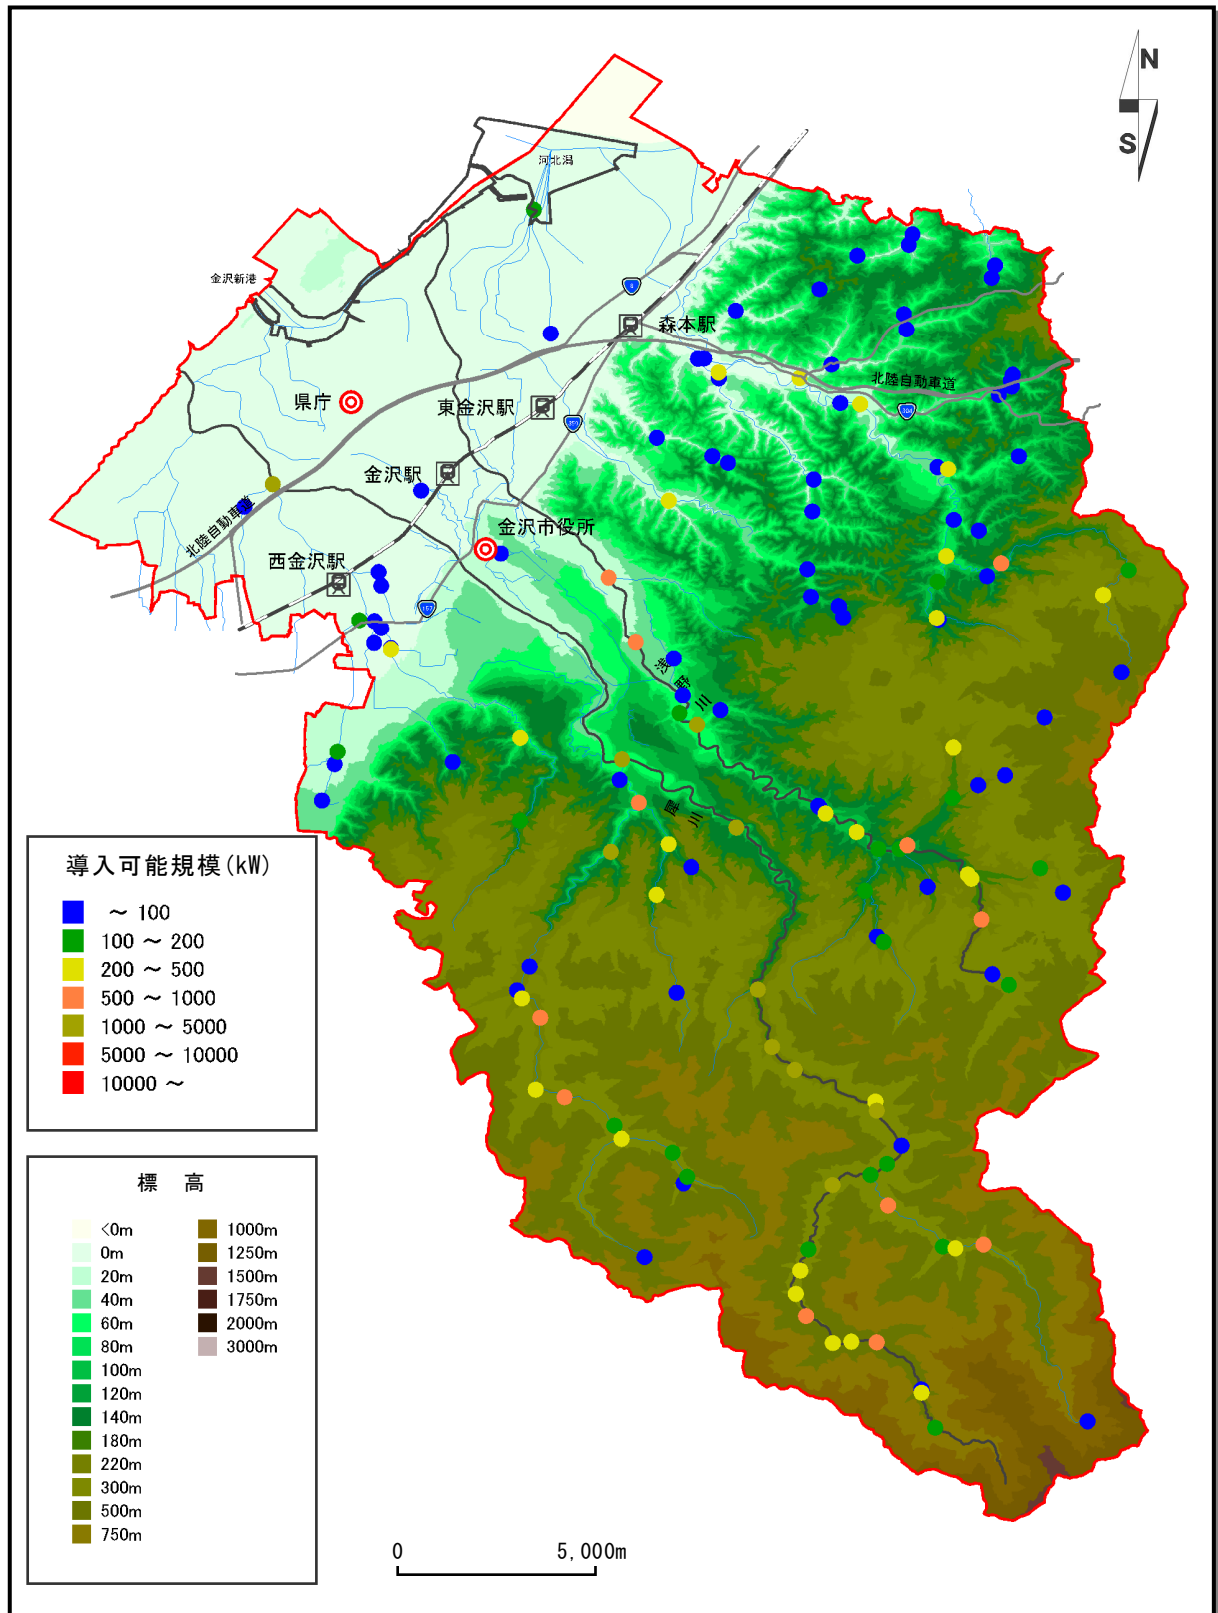 N
S
河北潟
金沢新港
8
森本駅
県庁
東金沢駅
北陸自動車道
304
359
金沢駅
北陸自動車道
金沢市役所
西金沢駅
157
浅野川
犀川
導入可能規模(kW)
～ 100
100 ～ 200
200 ～ 500
500 ～ 1000
1000 ～ 5000
5000 ～ 10000
10000 ～
標 高
<0m
0m
20m
40m
60m
80m
100m
120m
140m
180m
220m
300m
500m
750m
1000m
1250m
1500m
1750m
2000m
3000m
0 5,000m